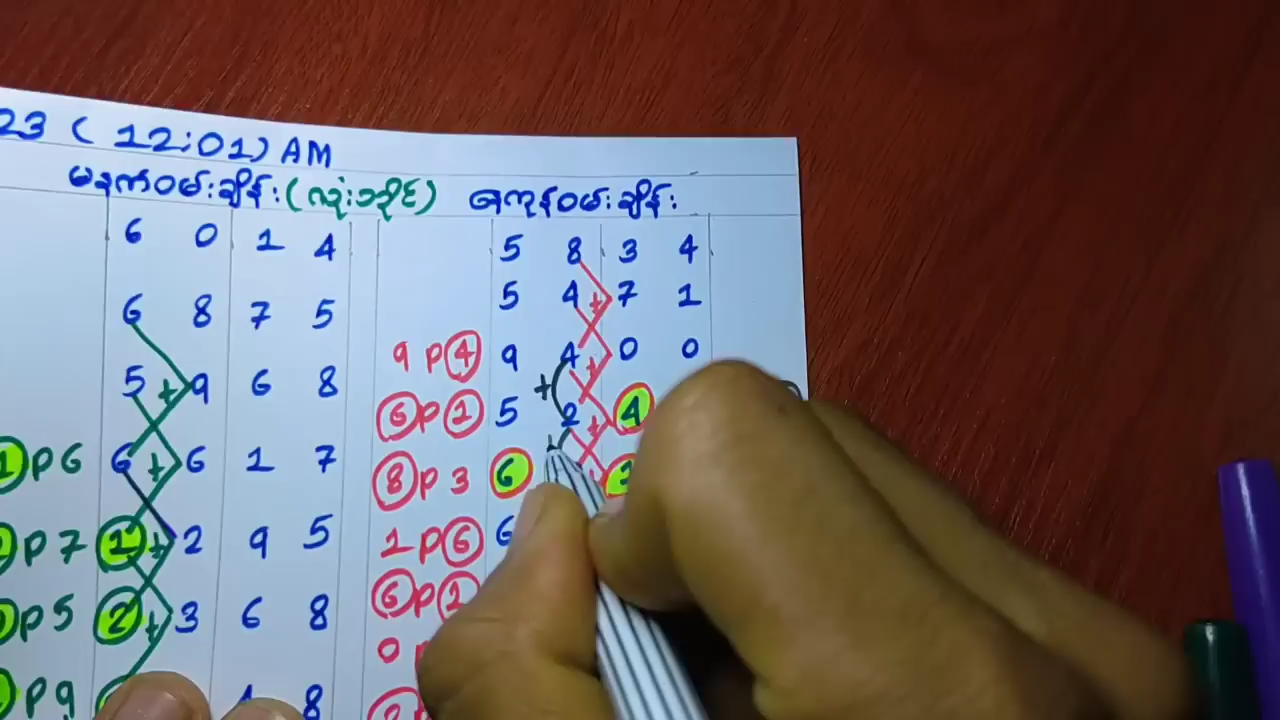 23 (12:01) AM
မနက်ဝမ်းချိန်း(လုံးဘိုင်) ညကုန်ဝမ်းချိန်း
6 0 1 4 5 8 3 4
6 8 7 5 5 4 + 7 1
5 + 9 6 8 9 P 4 9 4 + 0 0
+ 6 P 1 5 2 + 4
1 P 6 6 + 6 1 7 8 P 3 6
P 7 1 + 2 9 5 1 P 6 6
P 5 2 + 3 6 8 6 P 1
P 9 8 0